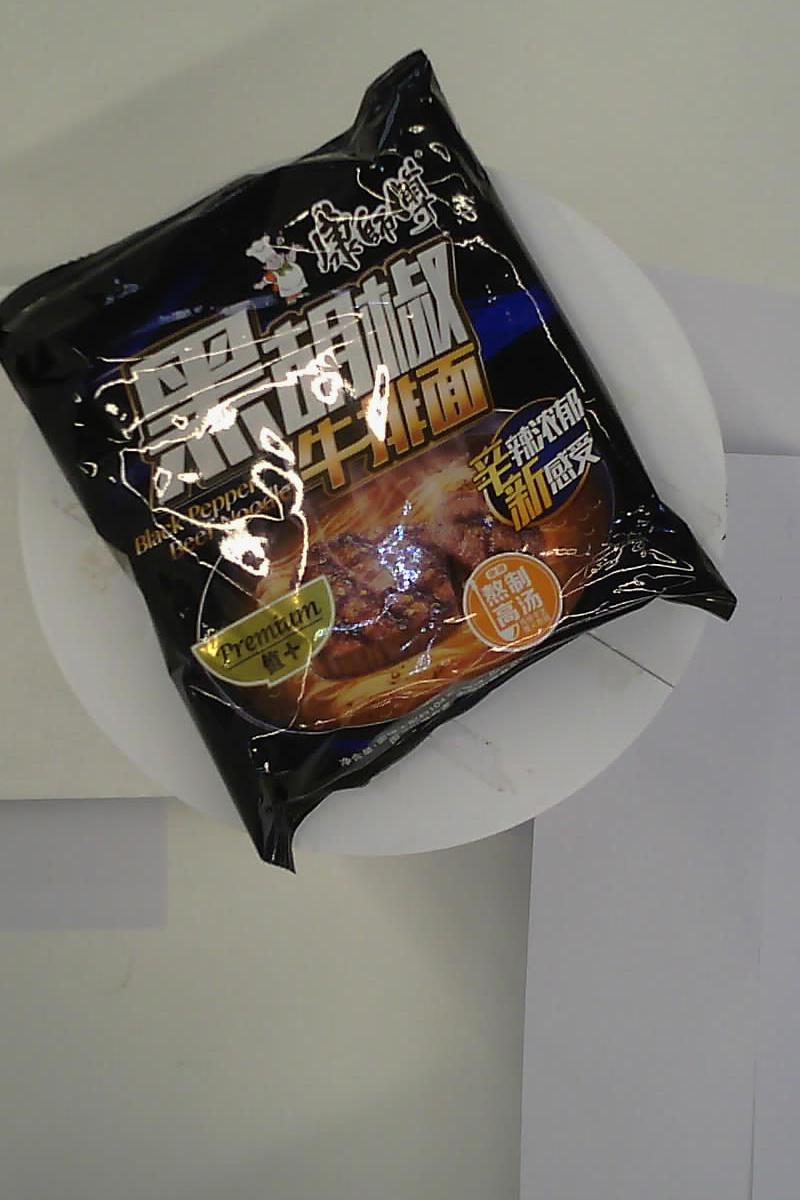 康師傅
黑胡椒
牛排面
Black Pepper
Beef Noodle
辛辣浓郁
新感受
熬制
高汤
Premium
值+